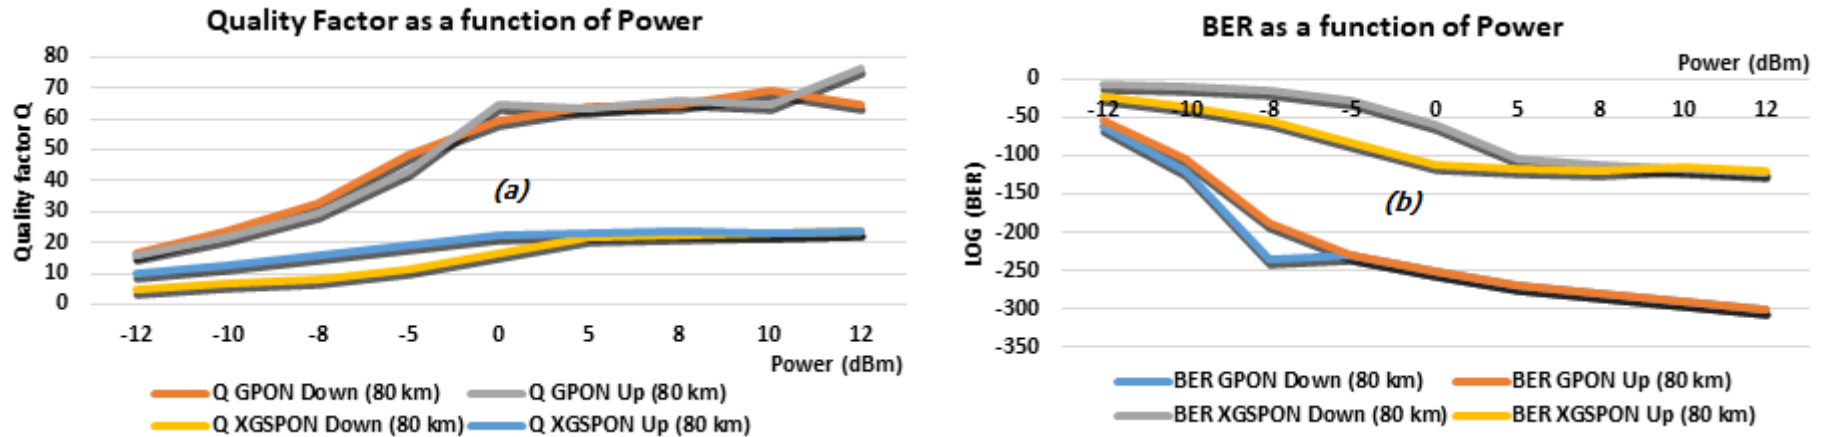 Quality Factor as a function of Power
80
70
60
50
40
30
20
10
0
Quality factor Q
(a)
-12 -10 -8 -5 0 5 8 10 12
Power (dBm)
Q GPON Down (80 km) Q GPON Up (80 km)
Q XGSPON Down (80 km) Q XGSPON Up (80 km)
BER as a function of Power
Power (dBm)
0
-50
-100
-150
-200
-250
-300
-350
LOG (BER)
-12 -10 -8 -5 0 5 8 10 12
(b)
BER GPON Down (80 km) BER GPON Up (80 km)
BER XGSPON Down (80 km) BER XGSPON Up (80 km)